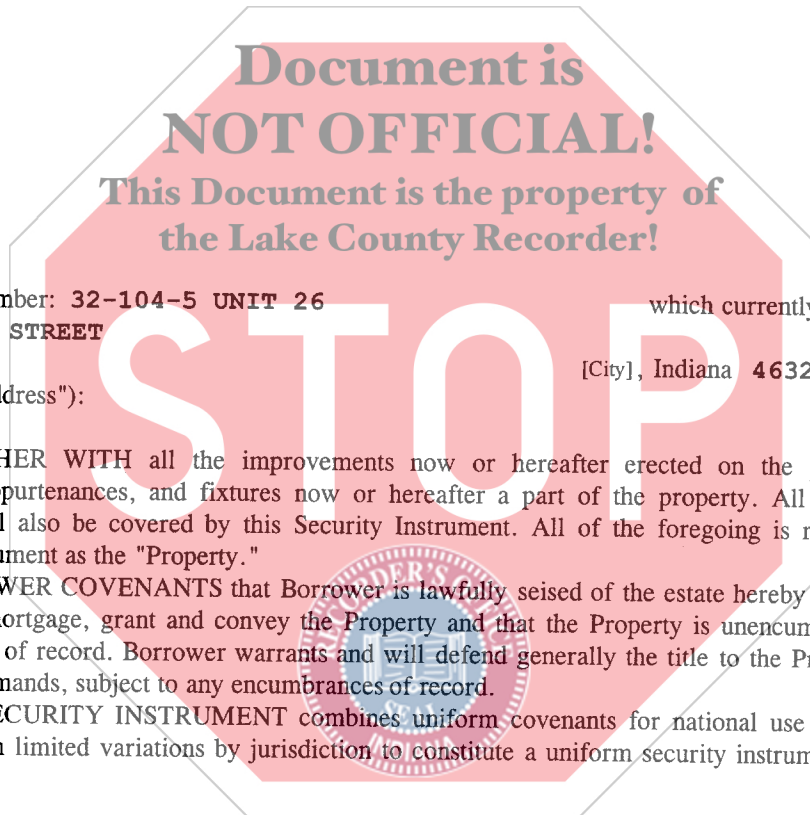 Document is
NOT OFFICIAL!
This Document is the property of
the Lake County Recorder!
mber: 32-104-5 UNIT 26 which currently
STREET
[City], Indiana 4632
ddress"):
STOP
HER WITH all the improvements now or hereafter erected on the
ppurtenances, and fixtures now or hereafter a part of the property. All
l also be covered by this Security Instrument. All of the foregoing is r
ument as the "Property."
WER COVENANTS that Borrower is lawfully seised of the estate hereby
ortgage, grant and convey the Property and that the Property is unencum
of record. Borrower warrants and will defend generally the title to the Pr
mands, subject to any encumbrances of record.
ECURITY INSTRUMENT combines uniform covenants for national use
n limited variations by jurisdiction to constitute a uniform security instrum
RECORDER'S OFFICE
SEAL